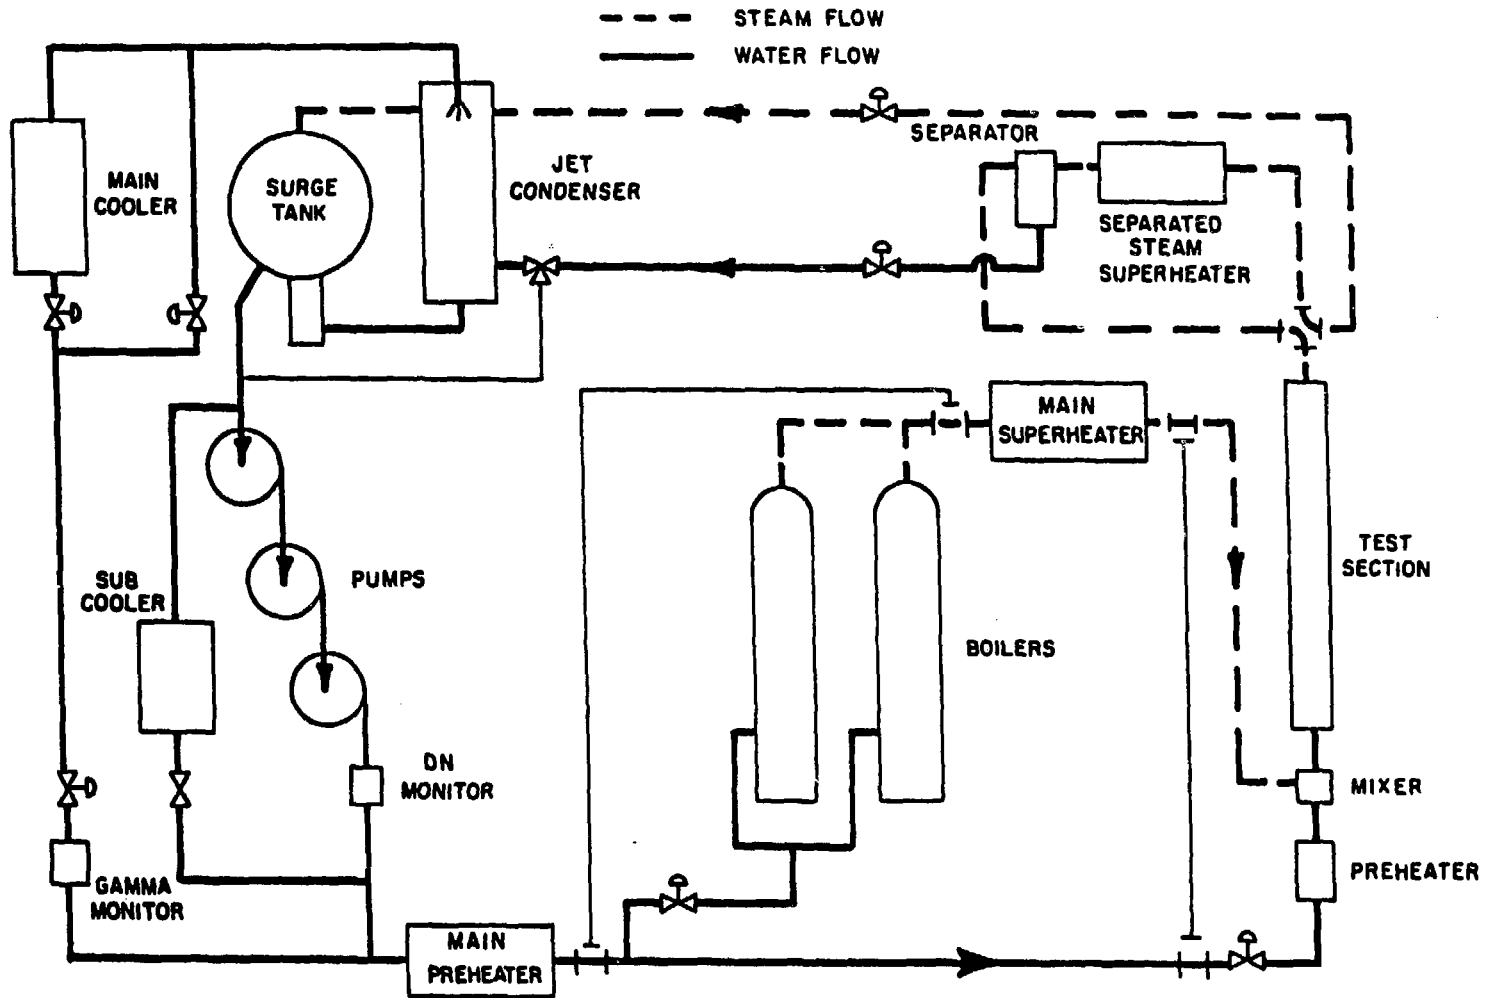 STEAM FLOW
WATER FLOW
SEPARATOR
JET
CONDENSER
MAIN
COOLER
SURGE
TANK
SEPARATED
STEAM
SUPERHEATER
MAIN
SUPERHEATER
TEST
SECTION
PUMPS
SUB
COOLER
BOILERS
DN
MONITOR
MIXER
PREHEATER
GAMMA
MONITOR
MAIN
PREHEATER